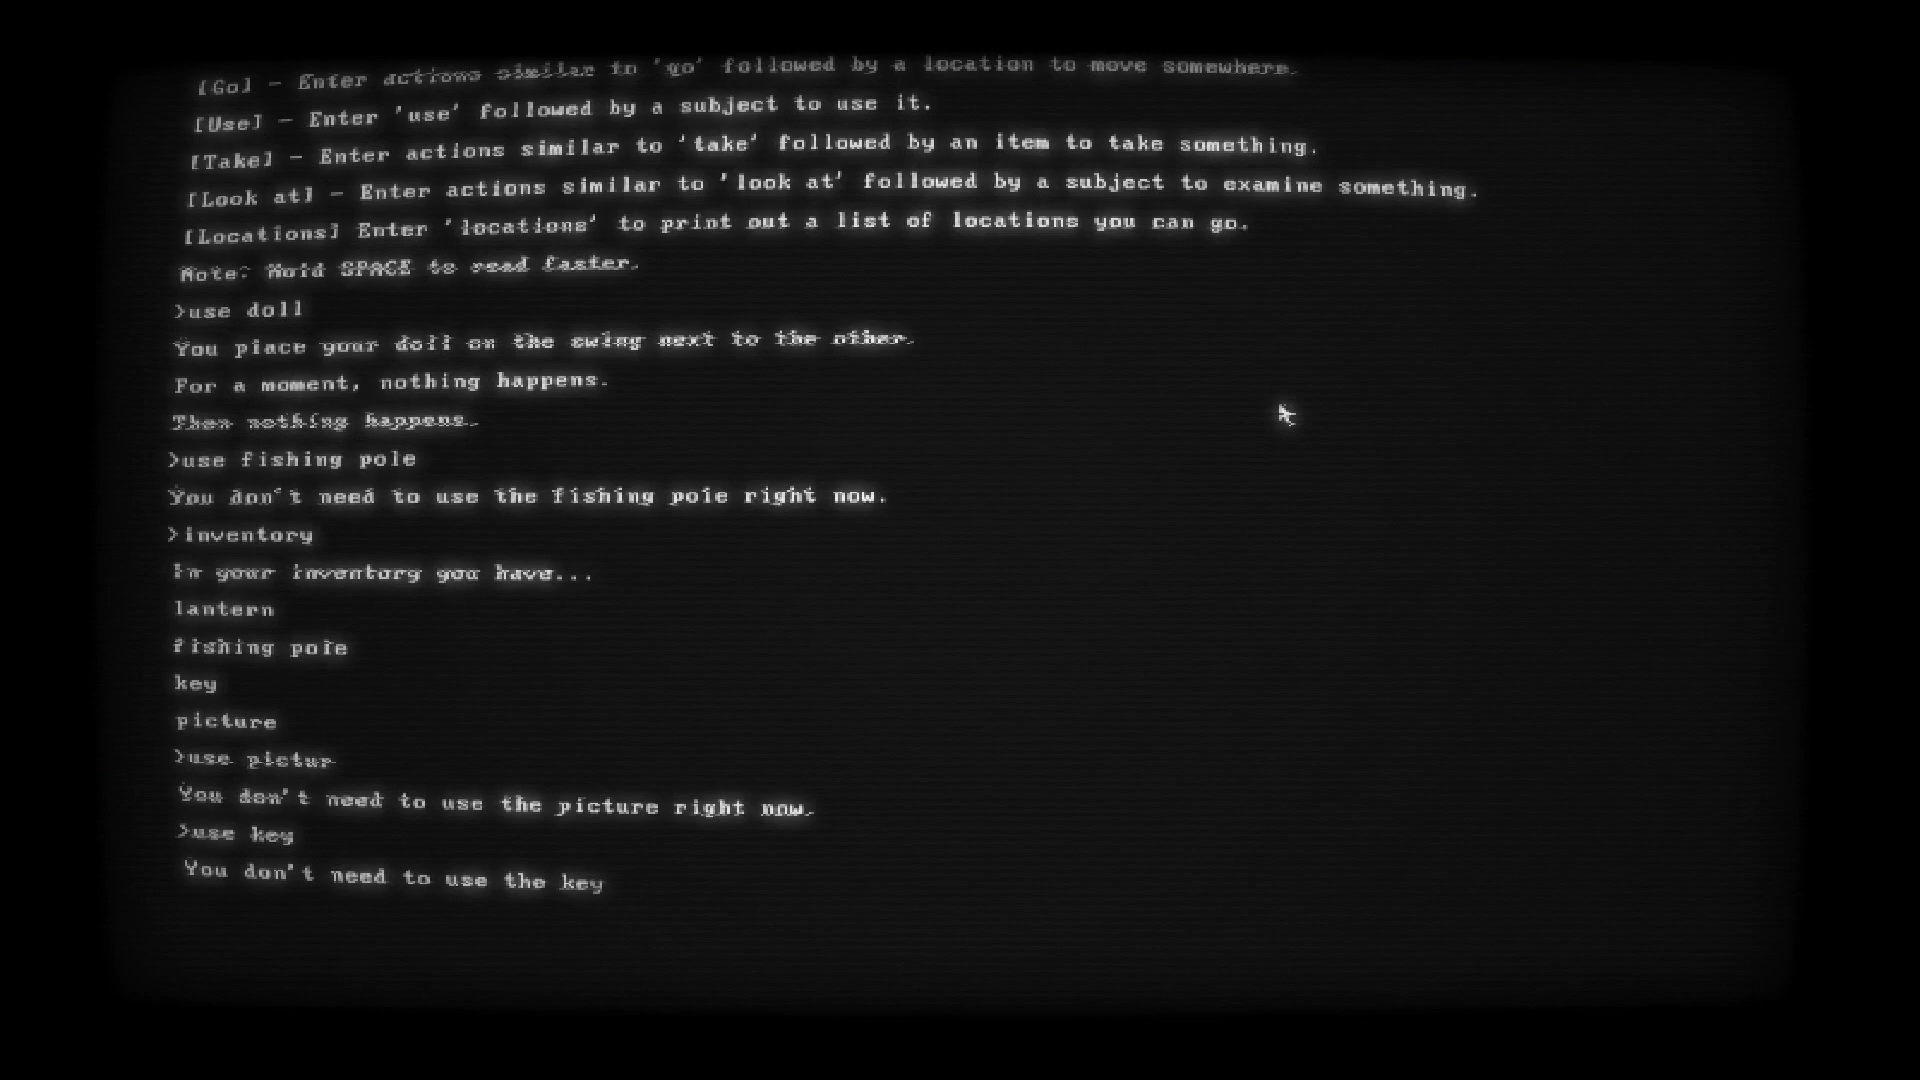 [Go] - Enter actions similar to 'go' followed by a location to move somewhere.
[Use] - Enter 'use' followed by a subject to use it.
[Take] - Enter actions similar to 'take' followed by an item to take something.
[Look at] - Enter actions similar to 'look at' followed by a subject to examine something.
[Locations] Enter 'locations' to print out a list of locations you can go.
Note: Hold SPACE to read faster.
>use doll
You place your doll on the swing next to the other.
For a moment, nothing happens.
Then nothing happens.
>use fishing pole
You don't need to use the fishing pole right now.
>inventory
In your inventory you have...
lantern
fishing pole
key
picture
>use pictur
You don't need to use the picture right now.
>use key
You don't need to use the key